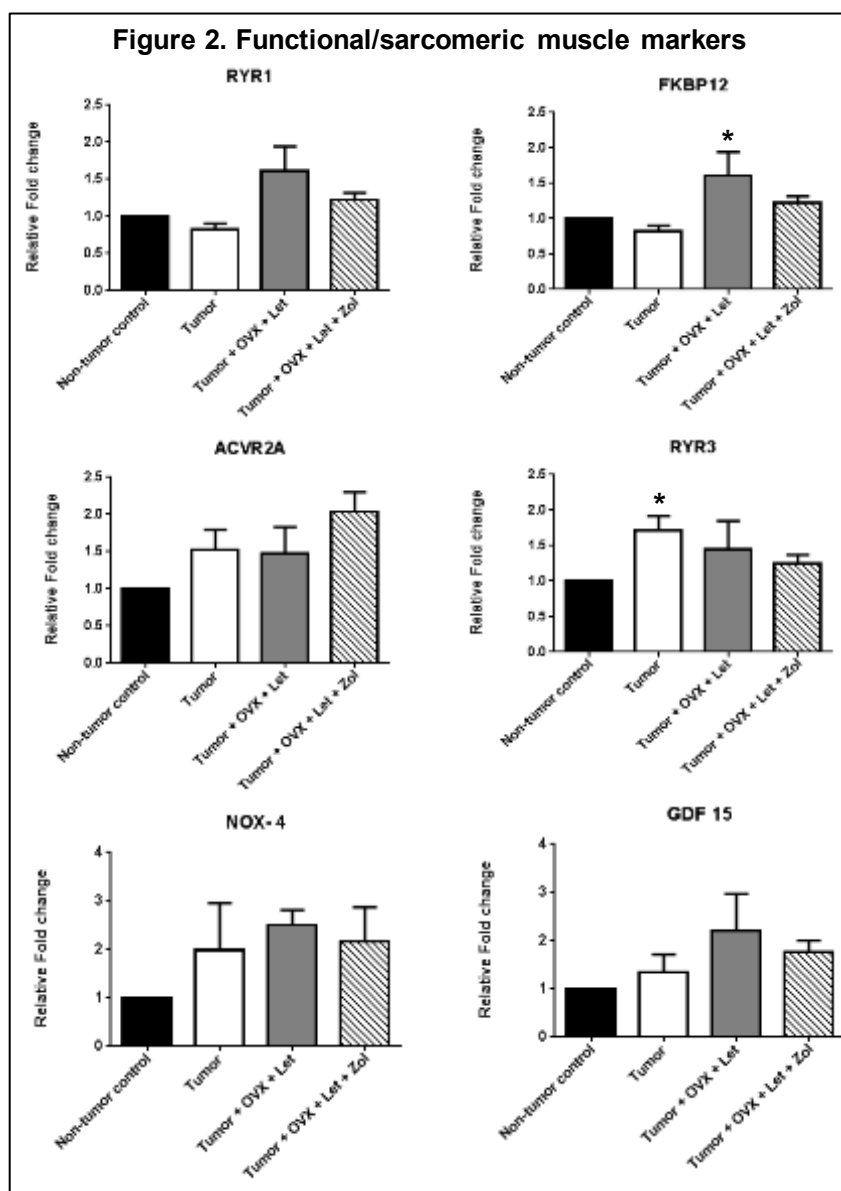 Figure 2. Functional/sarcomeric muscle markers
RYR1
Relative Fold change
2.5
2.0
1.5
1.0
0.5
0.0
Non-tumor control
Tumor
Tumor + OVX + Let
Tumor + OVX + Let + Zol
FKBP12
Relative Fold change
2.5
2.0
1.5
1.0
0.5
0.0
*
Non-tumor control
Tumor
Tumor + OVX + Let
Tumor + OVX + Let + Zol
ACVR2A
Relative Fold change
2.5
2.0
1.5
1.0
0.5
0.0
Non-tumor control
Tumor
Tumor + OVX + Let
Tumor + OVX + Let + Zol
RYR3
Relative Fold change
2.5
2.0
1.5
1.0
0.5
0.0
*
Non-tumor control
Tumor
Tumor + OVX + Let
Tumor + OVX + Let + Zol
NOX- 4
Relative Fold change
4
3
2
1
0
Non-tumor control
Tumor
Tumor + OVX + Let
Tumor + OVX + Let + Zol
GDF 15
Relative Fold change
4
3
2
1
0
Non-tumor control
Tumor
Tumor + OVX + Let
Tumor + OVX + Let + Zol